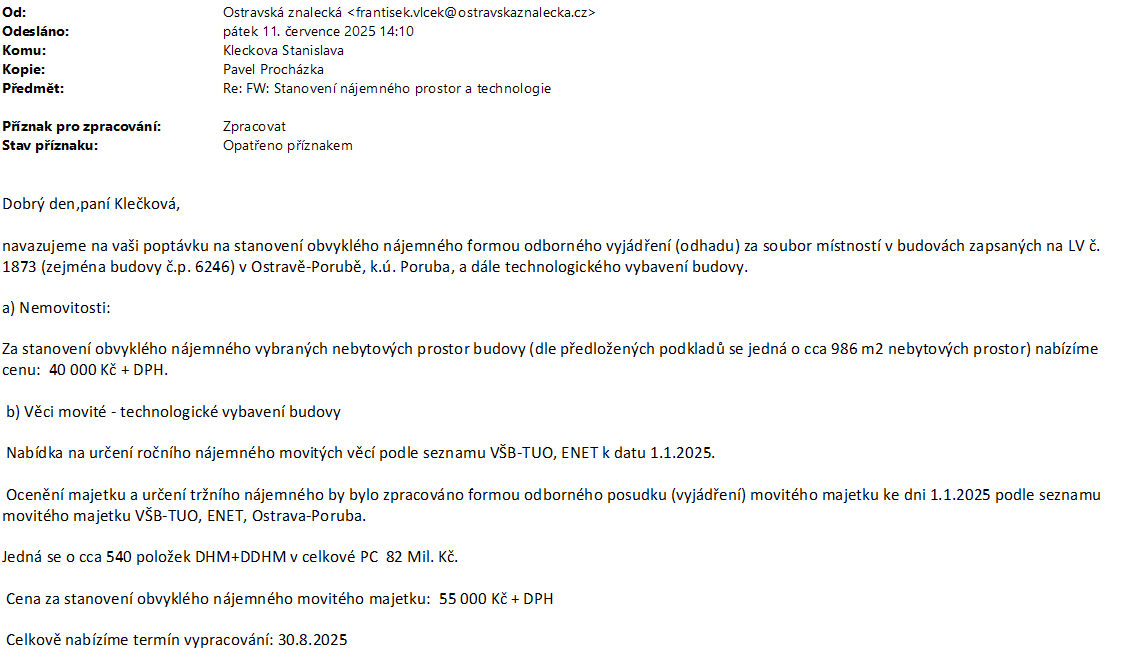 Od: Ostravská znalecká <frantisek.vlcek@ostravskaznalecka.cz>
Odesláno: pátek 11. července 2025 14:10
Komu: Kleckova Stanislava
Kopie: Pavel Procházka
Předmět: Re: FW: Stanovení nájemného prostor a technologie
Příznak pro zpracování: Zpracovat
Stav příznaku: Opatřeno příznakem
Dobrý den,paní Klečková,
navazujeme na vaši poptávku na stanovení obvyklého nájemného formou odborného vyjádření (odhadu) za soubor místností v budovách zapsaných na LV č.
1873 (zejména budovy č.p. 6246) v Ostravě-Porubě, k.ú. Poruba, a dále technologického vybavení budovy.
a) Nemovitosti:
Za stanovení obvyklého nájemného vybraných nebytových prostor budovy (dle předložených podkladů se jedná o cca 986 m2 nebytových prostor) nabízíme
cenu:  40 000 Kč + DPH.
b) Věci movité - technologické vybavení budovy
Nabídka na určení ročního nájemného movitých věcí podle seznamu VŠB-TUO, ENET k datu 1.1.2025.
Ocenění majetku a určení tržního nájemného by bylo zpracováno formou odborného posudku (vyjádření) movitého majetku ke dni 1.1.2025 podle seznamu
movitého majetku VŠB-TUO, ENET, Ostrava-Poruba.
Jedná se o cca 540 položek DHM+DDHM v celkové PC  82 Mil. Kč.
Cena za stanovení obvyklého nájemného movitého majetku:  55 000 Kč + DPH
Celkově nabízíme termín vypracování: 30.8.2025